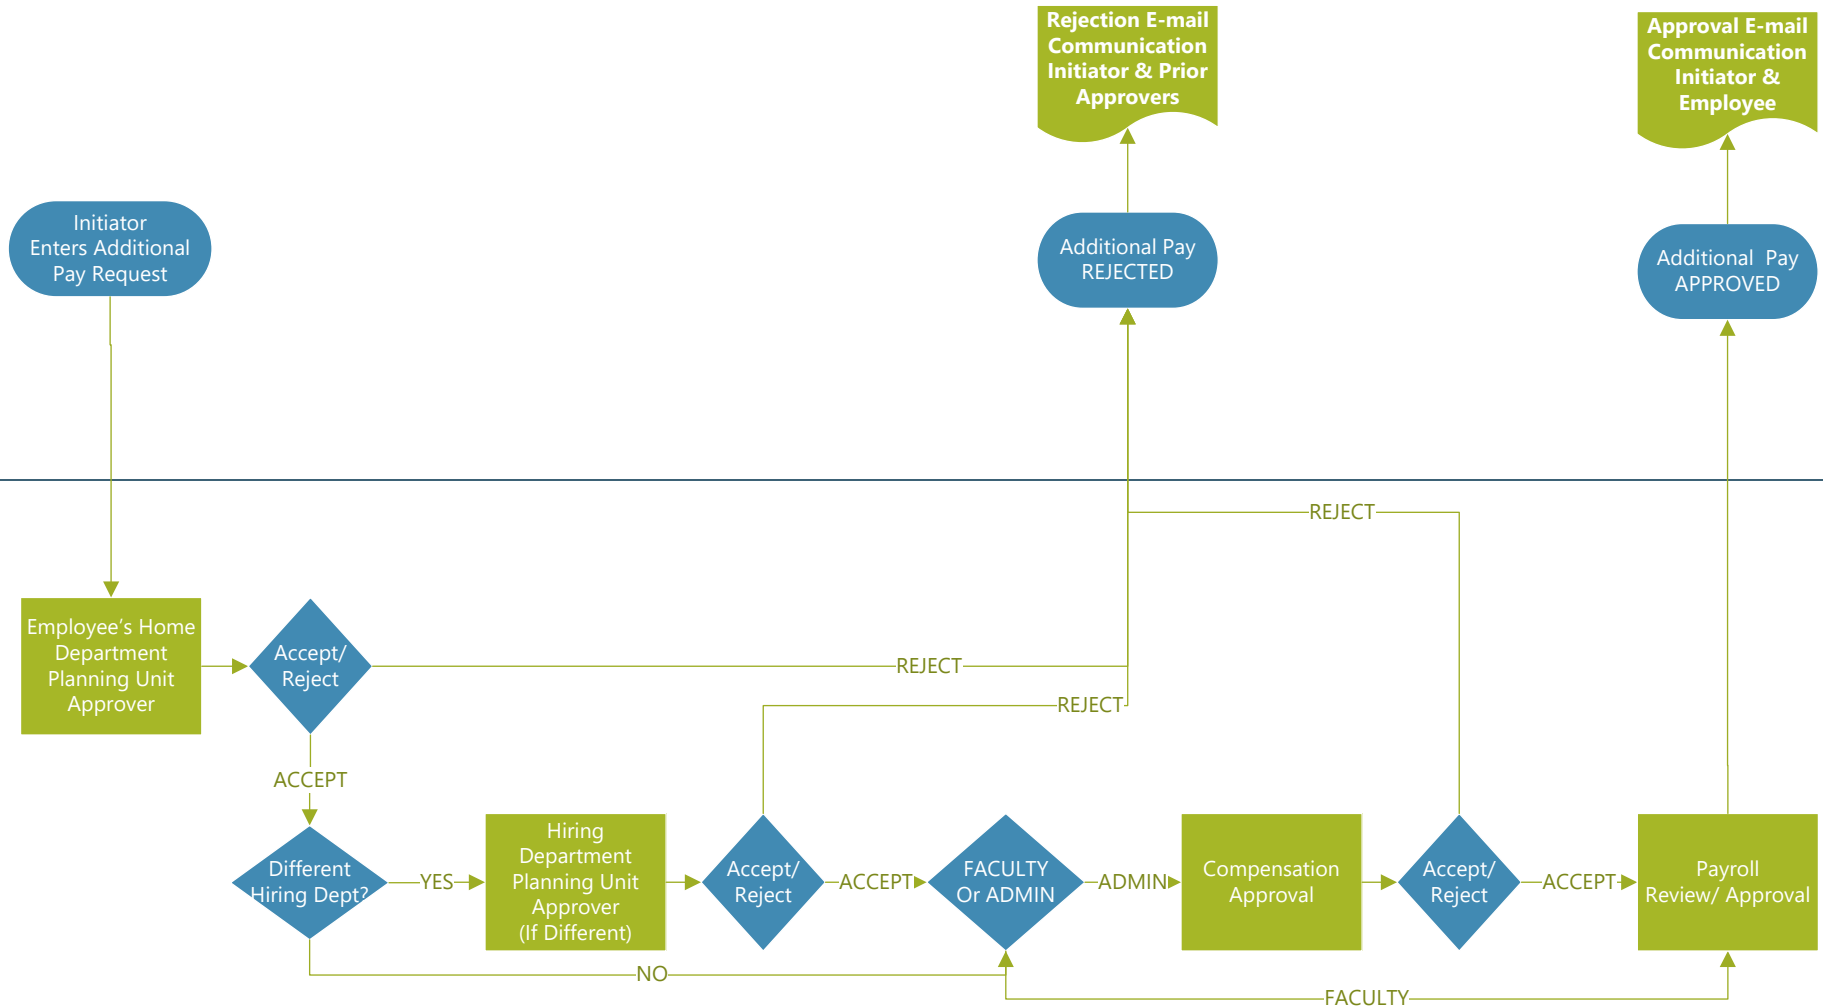 Rejection E-mail
Communication
Initiator & Prior
Approvers
Approval E-mail
Communication
Initiator &
Employee
Initiator
Enters Additional
Pay Request
Additional Pay
REJECTED
Additional Pay
APPROVED
REJECT
Employee’s Home
Department
Planning Unit
Approver
Accept/
Reject
REJECT
REJECT
ACCEPT
Different
Hiring Dept?
YES
Hiring
Department
Planning Unit
Approver
(If Different)
Accept/
Reject
ACCEPT
FACULTY
Or ADMIN
ADMIN
Compensation
Approval
Accept/
Reject
ACCEPT
Payroll
Review/ Approval
NO
FACULTY